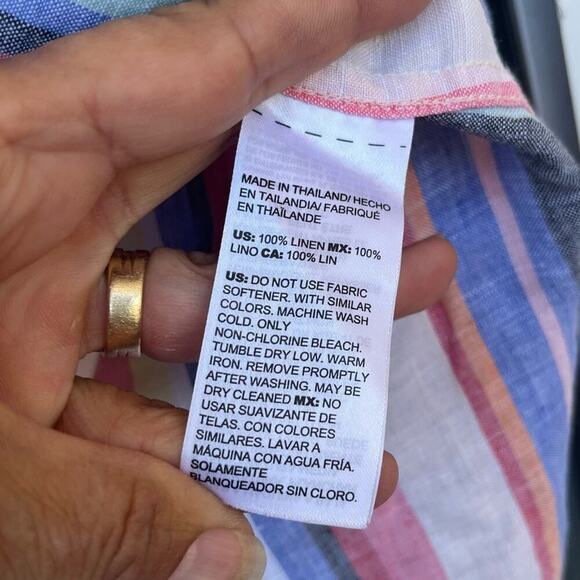 MADE IN THAILAND/ HECHO
EN TAILANDIA/ FABRIQUÉ
EN THAÏLANDE
US: 100% LINEN MX: 100%
LINO CA: 100% LIN
US: DO NOT USE FABRIC
SOFTENER. WITH SIMILAR
COLORS. MACHINE WASH
COLD. ONLY
NON-CHLORINE BLEACH.
TUMBLE DRY LOW. WARM
IRON. REMOVE PROMPTLY
AFTER WASHING. MAY BE
DRY CLEANED MX: NO
USAR SUAVIZANTE DE
TELAS. CON COLORES
SIMILARES. LAVAR A
MÁQUINA CON AGUA FRÍA.
SOLAMENTE
BLANQUEADOR SIN CLORO.